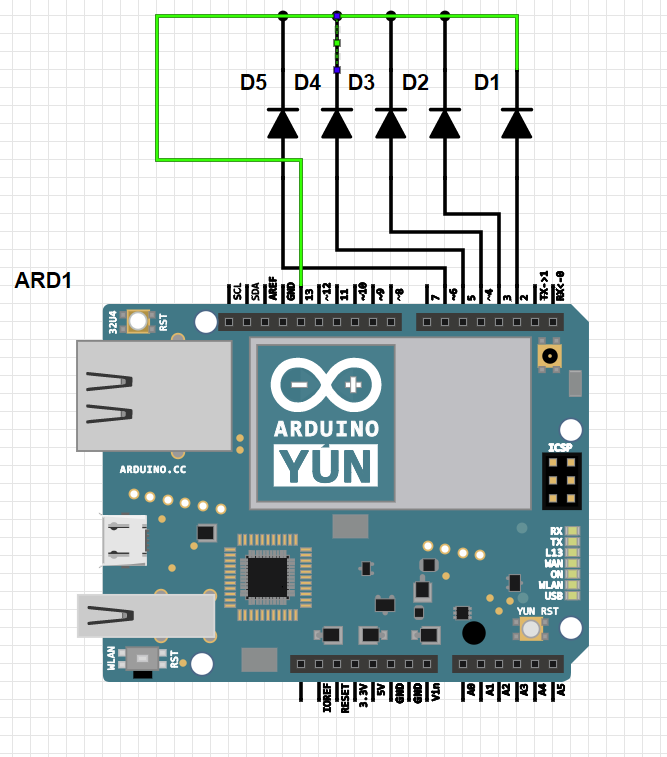 D5 D4 D3 D2 D1
ARD1
SCL
SDA
AREF
GND
13
~12
11
~10
~9
~8
7
~6
5
~4
3
2
TX->1
RX<-0
32U4
RST
ARDUINO
YÚN
ARDUINO.CC
ICSP
RX
TX
L13
WAN
ON
WLAN
USB
YUN RST
WLAN
RST
IOREF
RESET
3.3V
5V
GND
GND
Vin
A0
A1
A2
A3
A4
A5